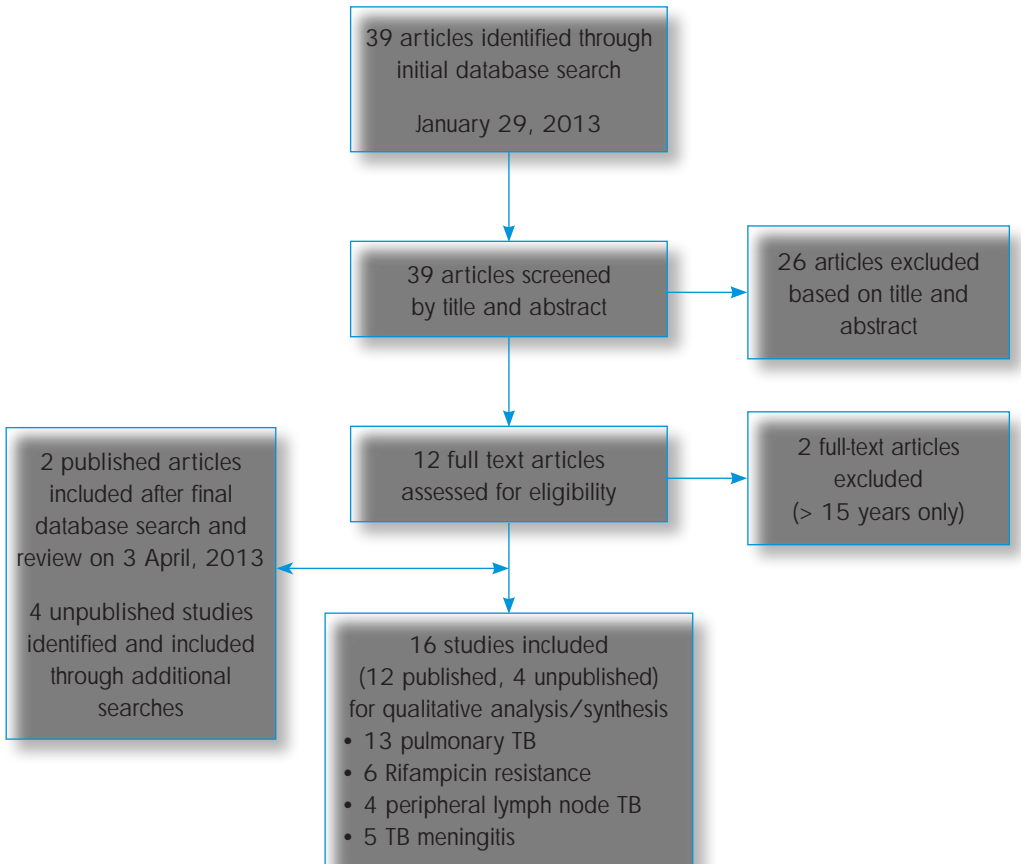 39 articles identified through
initial database search
January 29, 2013
39 articles screened
by title and abstract
26 articles excluded
based on title and
abstract
12 full text articles
assessed for eligibility
2 full-text articles
excluded
(> 15 years only)
2 published articles
included after final
database search and
review on 3 April, 2013
4 unpublished studies
identified and included
through additional
searches
16 studies included
(12 published, 4 unpublished)
for qualitative analysis/synthesis
• 13 pulmonary TB
• 6 Rifampicin resistance
• 4 peripheral lymph node TB
• 5 TB meningitis